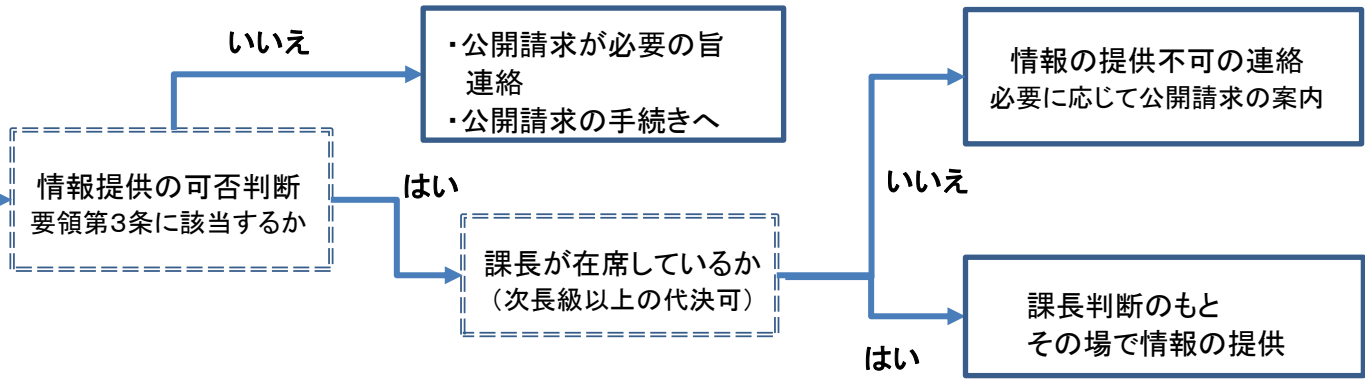 いいえ
・公開請求が必要の旨
連絡
・公開請求の手続きへ
情報提供の可否判断
要領第3条に該当するか
はい
課長が在席しているか
（次長級以上の代決可）
いいえ
情報の提供不可の連絡
必要に応じて公開請求の案内
はい
課長判断のもと
その場で情報の提供